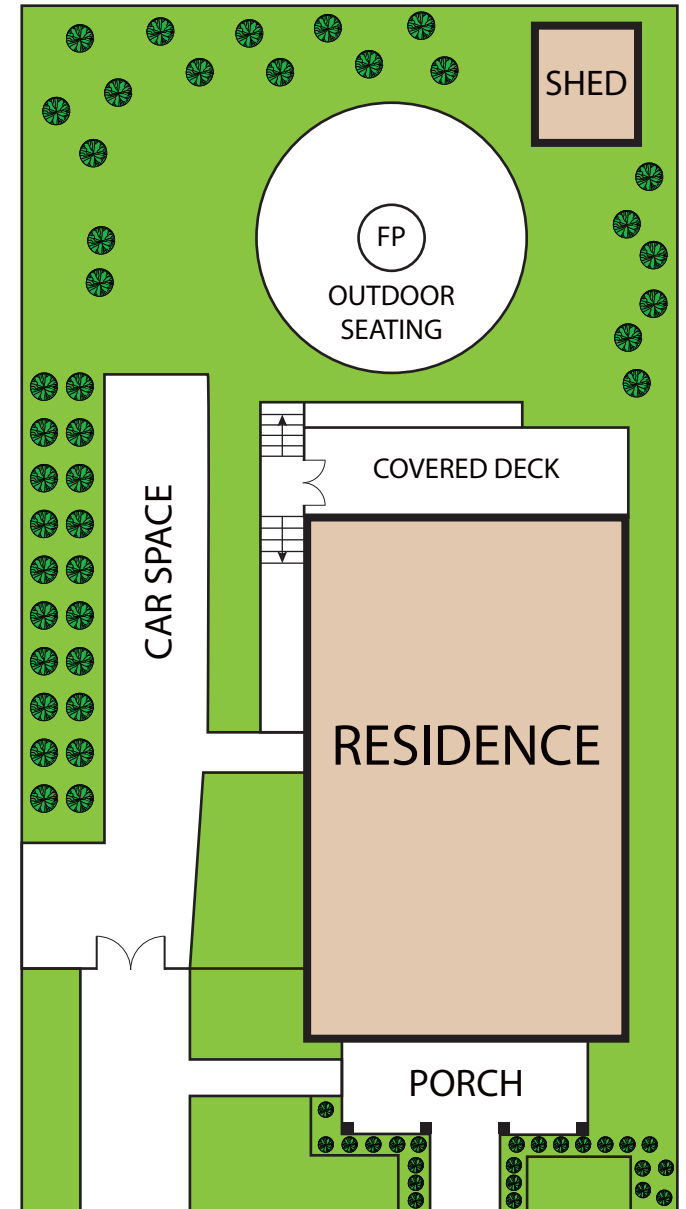 SHED
FP
OUTDOOR
SEATING
COVERED DECK
CAR SPACE
RESIDENCE
PORCH